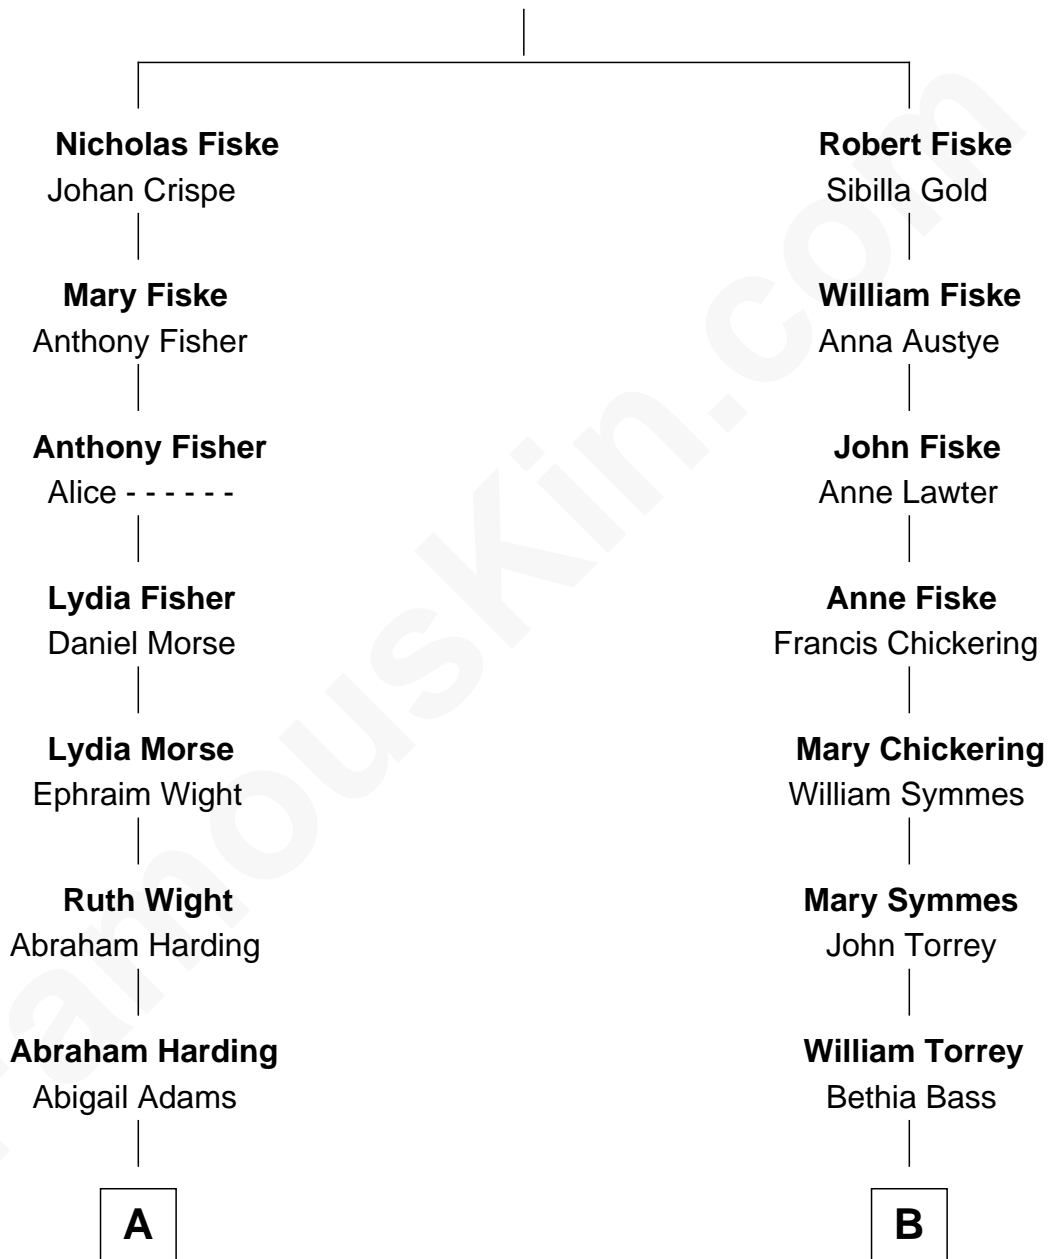 Nicholas Fiske
Johan Crispe
Mary Fiske
Anthony Fisher
Anthony Fisher
Alice - - - - - -
Lydia Fisher
Daniel Morse
Lydia Morse
Ephraim Wight
Ruth Wight
Abraham Harding
Abraham Harding
Abigail Adams
A
Robert Fiske
Sibilla Gold
William Fiske
Anna Austye
John Fiske
Anne Lawter
Anne Fiske
Francis Chickering
Mary Chickering
William Symmes
Mary Symmes
John Torrey
William Torrey
Bethia Bass
B
FamousKin.com